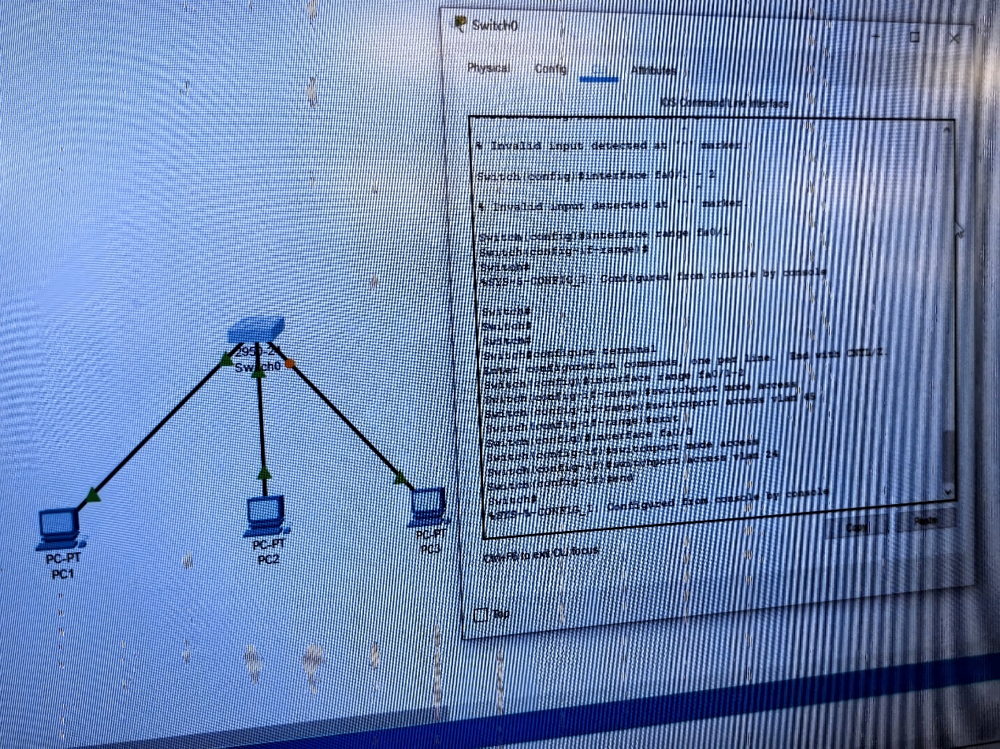 Switch0
Physical Config CLI Attributes
IOS Command Line Interface
% Invalid input detected at '^' marker.
Switch(config)#interface fa0/1 - 2
^
% Invalid input detected at '^' marker.
Switch(config)#interface range fa0/1
Switch(config-if-range)#
Switch#
%SYS-5-CONFIG_I: Configured from console by console
Switch#
Switch#
Switch#
Switch#configure terminal
Enter configuration commands, one per line. End with CNTL/Z.
Switch(config)#interface range fa0/1-2
Switch(config-if-range)#switchport mode access
Switch(config-if-range)#switchport access vlan 45
Switch(config-if-range)#exit
Switch(config)#interface fa0/3
Switch(config-if)#switchport mode access
Switch(config-if)#switchport access vlan 24
Switch(config-if)#end
Switch#
%SYS-5-CONFIG_I: Configured from console by console
Copy Paste
Ctrl+F6 to exit CLI focus
Top
2950-24
Switch0
PC-PT
PC1
PC-PT
PC2
PC-PT
PC3